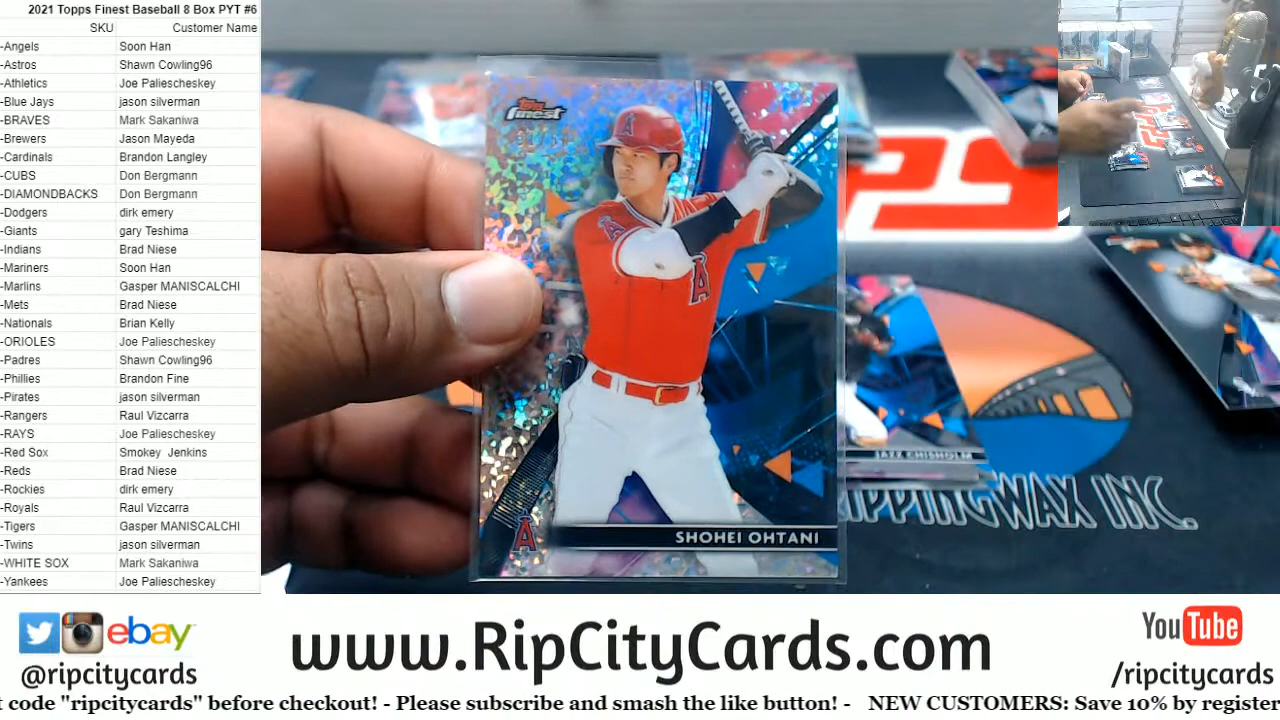 2021 Topps Finest Baseball 8 Box PYT #6
SKU Customer Name
-Angels Soon Han
-Astros Shawn Cowling96
-Athletics Joe Paliescheskey
-Blue Jays jason silverman
-BRAVES Mark Sakaniwa
-Brewers Jason Mayeda
-Cardinals Brandon Langley
-CUBS Don Bergmann
-DIAMONDBACKS Don Bergmann
-Dodgers dirk emery
-Giants gary Teshima
-Indians Brad Niese
-Mariners Soon Han
-Marlins Gasper MANISCALCHI
-Mets Brad Niese
-Nationals Brian Kelly
-ORIOLES Joe Paliescheskey
-Padres Shawn Cowling96
-Phillies Brandon Fine
-Pirates jason silverman
-Rangers Raul Vizcarra
-RAYS Joe Paliescheskey
-Red Sox Smokey Jenkins
-Reds Brad Niese
-Rockies dirk emery
-Royals Raul Vizcarra
-Tigers Gasper MANISCALCHI
-Twins jason silverman
-WHITE SOX Mark Sakaniwa
-Yankees Joe Paliescheskey
Topps
finest
A
A
A
SHOHEI OHTANI
JAZZ CHISHOLM
RIPPINGWAX INC.
ebay
@ripcitycards
www.RipCityCards.com
YouTube
/ripcitycards
code "ripcitycards" before checkout! - Please subscribe and smash the like button! - NEW CUSTOMERS: Save 10% by register